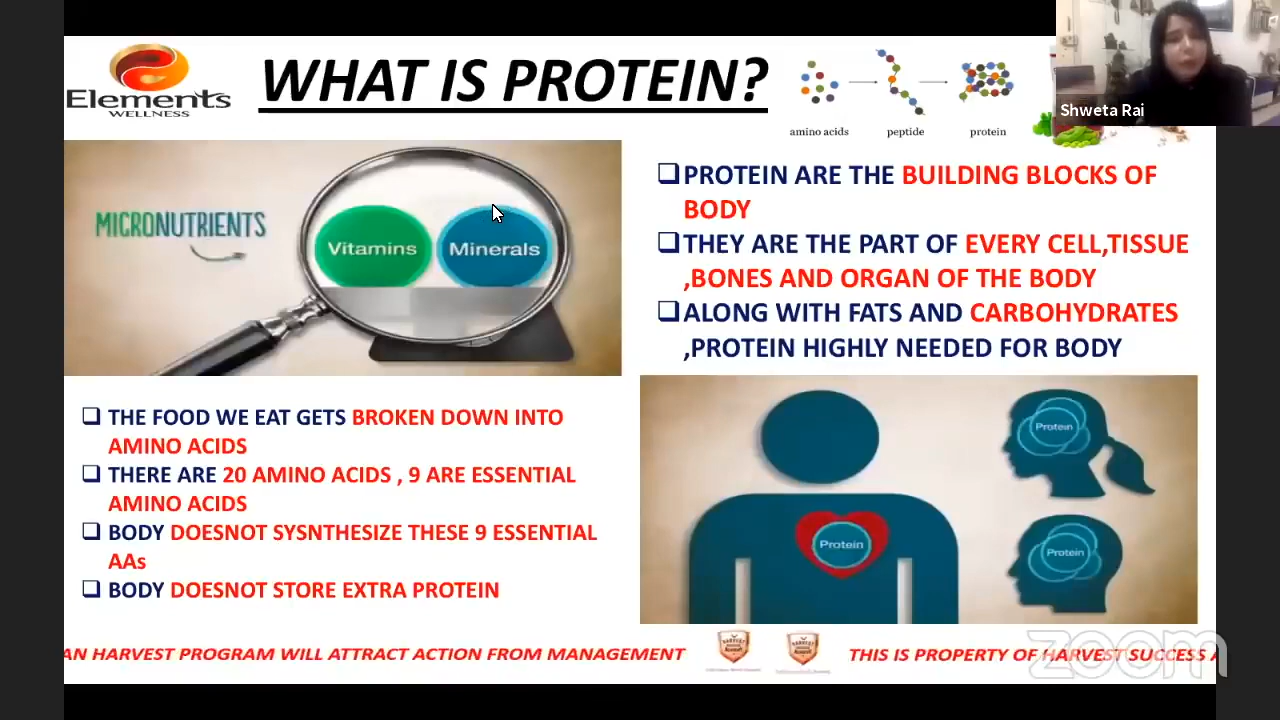 Elements
WELLNESS
WHAT IS PROTEIN?
amino acids
peptide
protein
Shweta Rai
MICRONUTRIENTS
Vitamins
Minerals
❑PROTEIN ARE THE BUILDING BLOCKS OF
BODY
❑THEY ARE THE PART OF EVERY CELL,TISSUE
,BONES AND ORGAN OF THE BODY
❑ALONG WITH FATS AND CARBOHYDRATES
,PROTEIN HIGHLY NEEDED FOR BODY
❑ THE FOOD WE EAT GETS BROKEN DOWN INTO
AMINO ACIDS
❑ THERE ARE 20 AMINO ACIDS , 9 ARE ESSENTIAL
AMINO ACIDS
❑ BODY DOESNOT SYSNTHESIZE THESE 9 ESSENTIAL
AAs
❑ BODY DOESNOT STORE EXTRA PROTEIN
Protein
Protein
Protein
AN HARVEST PROGRAM WILL ATTRACT ACTION FROM MANAGEMENT
THIS IS PROPERTY OF HARVEST SUCCESS A
zoom